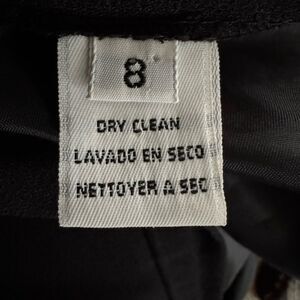 8
DRY CLEAN
LAVADO EN SECO
NETTOYER A SEC